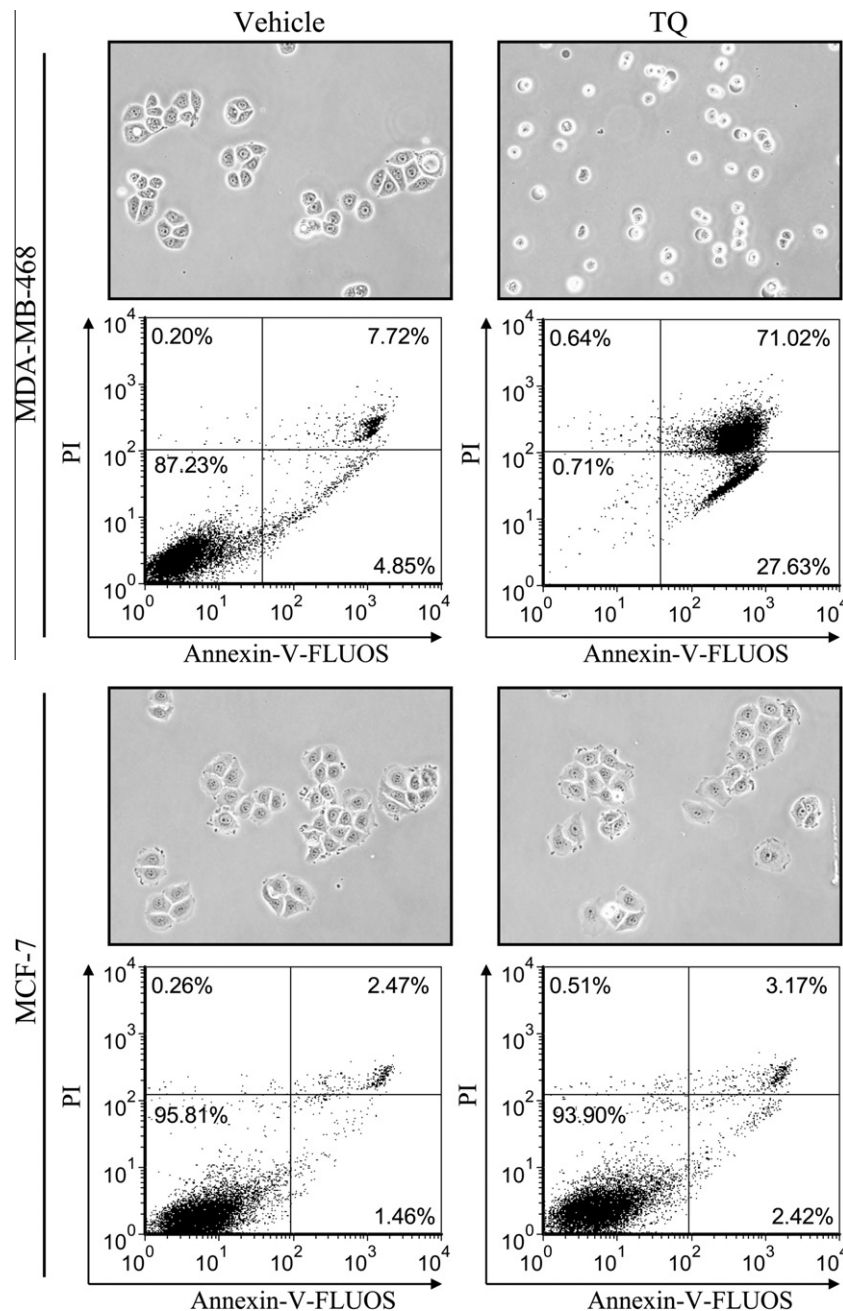 Vehicle TQ
MDA-MB-468
PI
10⁴
10³
10²
10¹
10⁰
0.20% 7.72%
87.23%
4.85%
10⁰ 10¹ 10² 10³ 10⁴
Annexin-V-FLUOS
PI
10⁴
10³
10²
10¹
10⁰
0.64% 71.02%
0.71%
27.63%
10⁰ 10¹ 10² 10³ 10⁴
Annexin-V-FLUOS
MCF-7
PI
10⁴
10³
10²
10¹
10⁰
0.26% 2.47%
95.81%
1.46%
10⁰ 10¹ 10² 10³ 10⁴
Annexin-V-FLUOS
PI
10⁴
10³
10²
10¹
10⁰
0.51% 3.17%
93.90%
2.42%
10⁰ 10¹ 10² 10³ 10⁴
Annexin-V-FLUOS